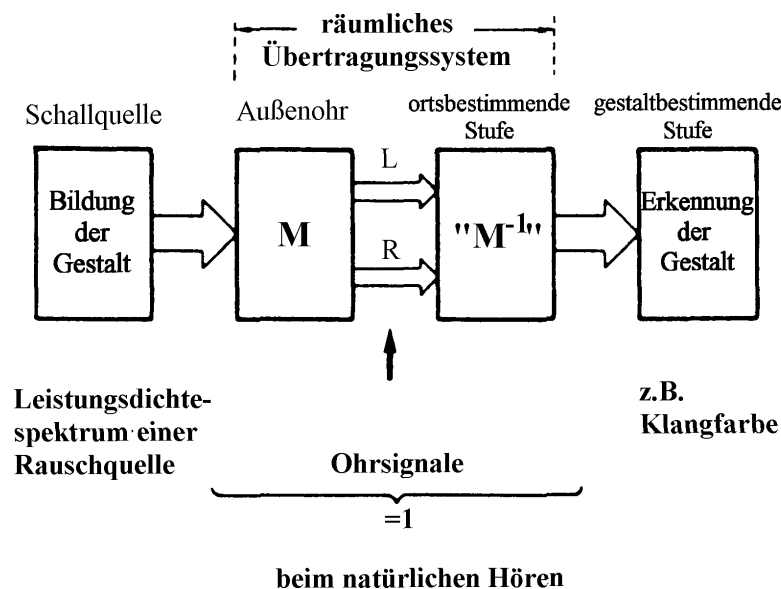 räumliches
Übertragungssystem
Schallquelle
Außenohr
ortsbestimmende
Stufe
gestaltbestimmende
Stufe
Bildung
der
Gestalt
M
L
R
"M⁻¹"
Erkennung
der
Gestalt
Leistungsdichte-
spektrum einer
Rauschquelle
Ohrsignale
z.B.
Klangfarbe
=1
beim natürlichen Hören